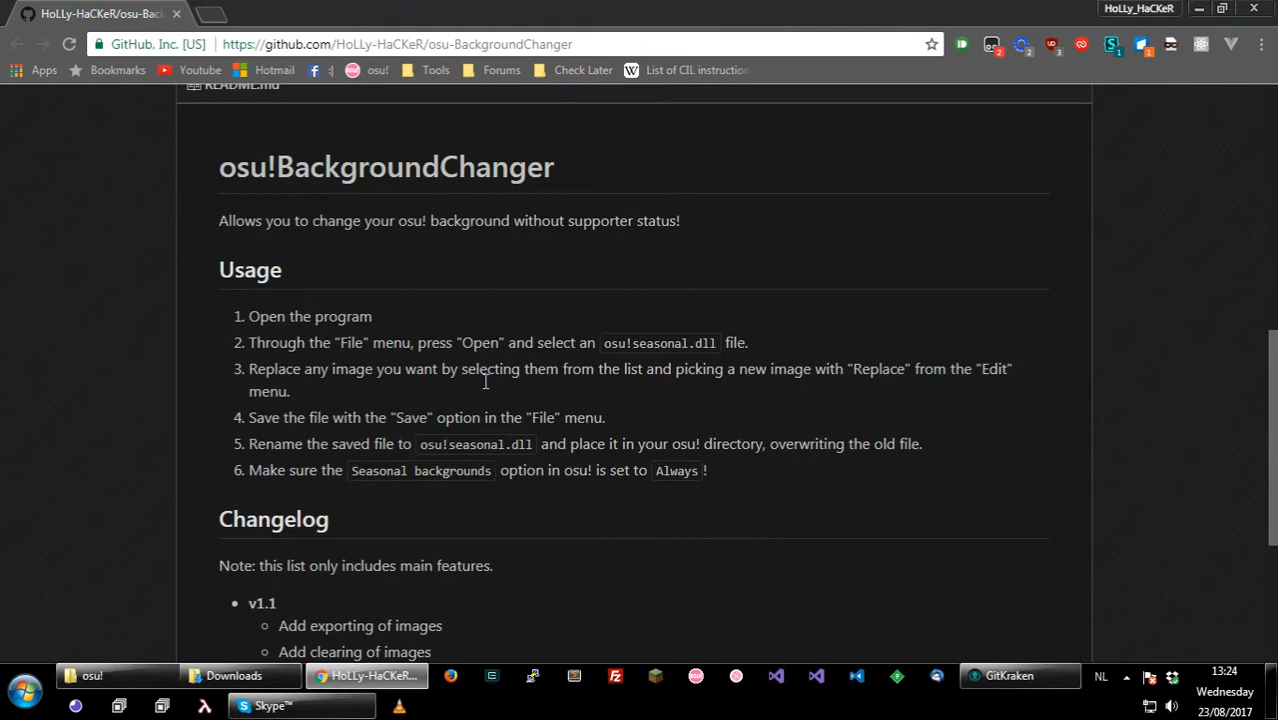 HoLLy-HaCKeR/osu-Bac
HoLLy_HaCKeR
GitHub, Inc. [US]
https://github.com/HoLLy-HaCKeR/osu-BackgroundChanger
Apps
Bookmarks
Youtube
Hotmail
osu!
Tools
Forums
Check Later
List of CIL instruction
README.md
osu!BackgroundChanger
Allows you to change your osu! background without supporter status!
Usage
1. Open the program
2. Through the "File" menu, press "Open" and select an osu!seasonal.dll file.
3. Replace any image you want by selecting them from the list and picking a new image with "Replace" from the "Edit"
menu.
4. Save the file with the "Save" option in the "File" menu.
5. Rename the saved file to osu!seasonal.dll and place it in your osu! directory, overwriting the old file.
6. Make sure the Seasonal backgrounds option in osu! is set to Always!
Changelog
Note: this list only includes main features.
v1.1
Add exporting of images
Add clearing of images
osu!
Downloads
HoLLy-HaCKeR...
GitKraken
NL
13:24
Wednesday
23/08/2017
Skype™